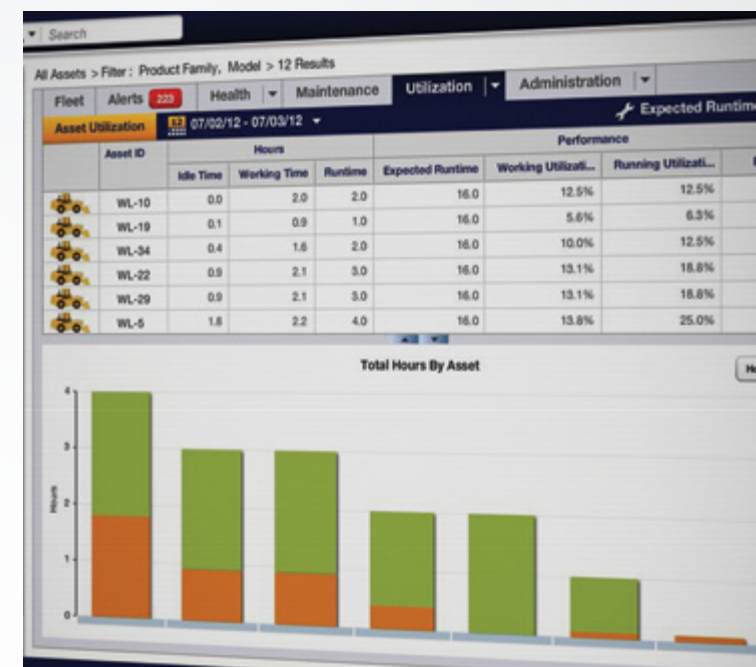 Search
All Assets > Filter : Product Family, Model > 12 Results
Fleet Alerts 223 Health Maintenance Utilization Administration
Asset Utilization 12 07/02/12 - 07/03/12 Expected Runtime
Asset ID Hours Performance
Idle Time Working Time Runtime Expected Runtime Working Utilizati... Running Utilizati...
WL-10 0.0 2.0 2.0 16.0 12.5% 12.5%
WL-19 0.1 0.9 1.0 16.0 5.6% 6.3%
WL-34 0.4 1.6 2.0 16.0 10.0% 12.5%
WL-22 0.9 2.1 3.0 16.0 13.1% 18.8%
WL-29 0.9 2.1 3.0 16.0 13.1% 18.8%
WL-5 1.8 2.2 4.0 16.0 13.8% 25.0%
Total Hours By Asset
Hours
4
3
2
1
0